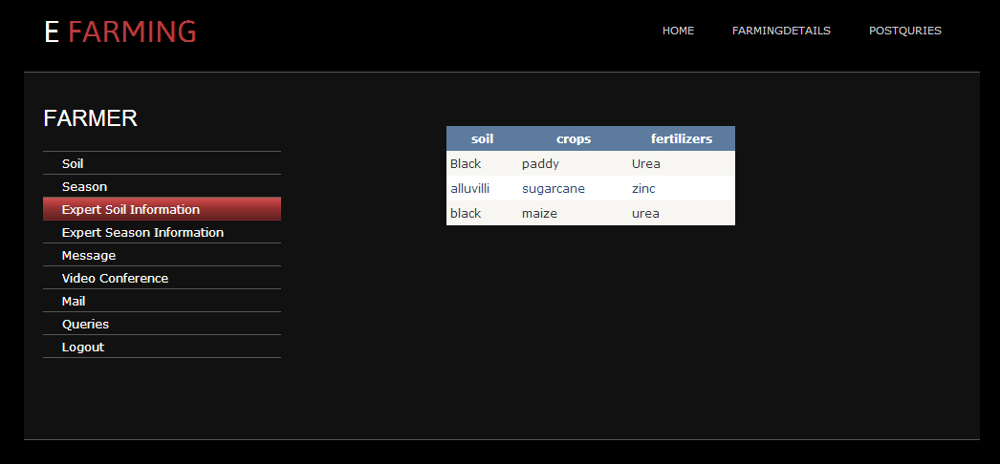 E FARMING
HOME FARMINGDETAILS POSTQURIES
FARMER
Soil
Season
Expert Soil Information
Expert Season Information
Message
Video Conference
Mail
Queries
Logout
soil crops fertilizers
Black paddy Urea
alluvilli sugarcane zinc
black maize urea